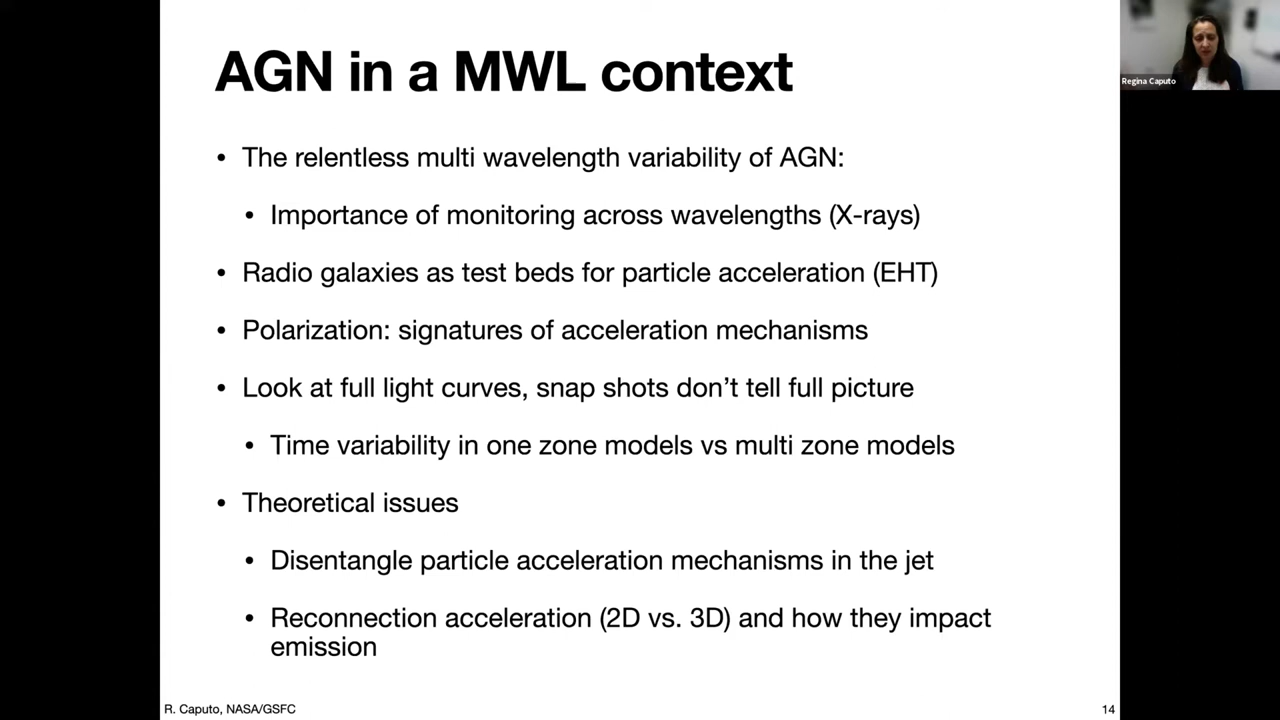 AGN in a MWL context
Regina Caputo
• The relentless multi wavelength variability of AGN:
• Importance of monitoring across wavelengths (X-rays)
• Radio galaxies as test beds for particle acceleration (EHT)
• Polarization: signatures of acceleration mechanisms
• Look at full light curves, snap shots don’t tell full picture
• Time variability in one zone models vs multi zone models
• Theoretical issues
• Disentangle particle acceleration mechanisms in the jet
• Reconnection acceleration (2D vs. 3D) and how they impact
emission
R. Caputo, NASA/GSFC
14